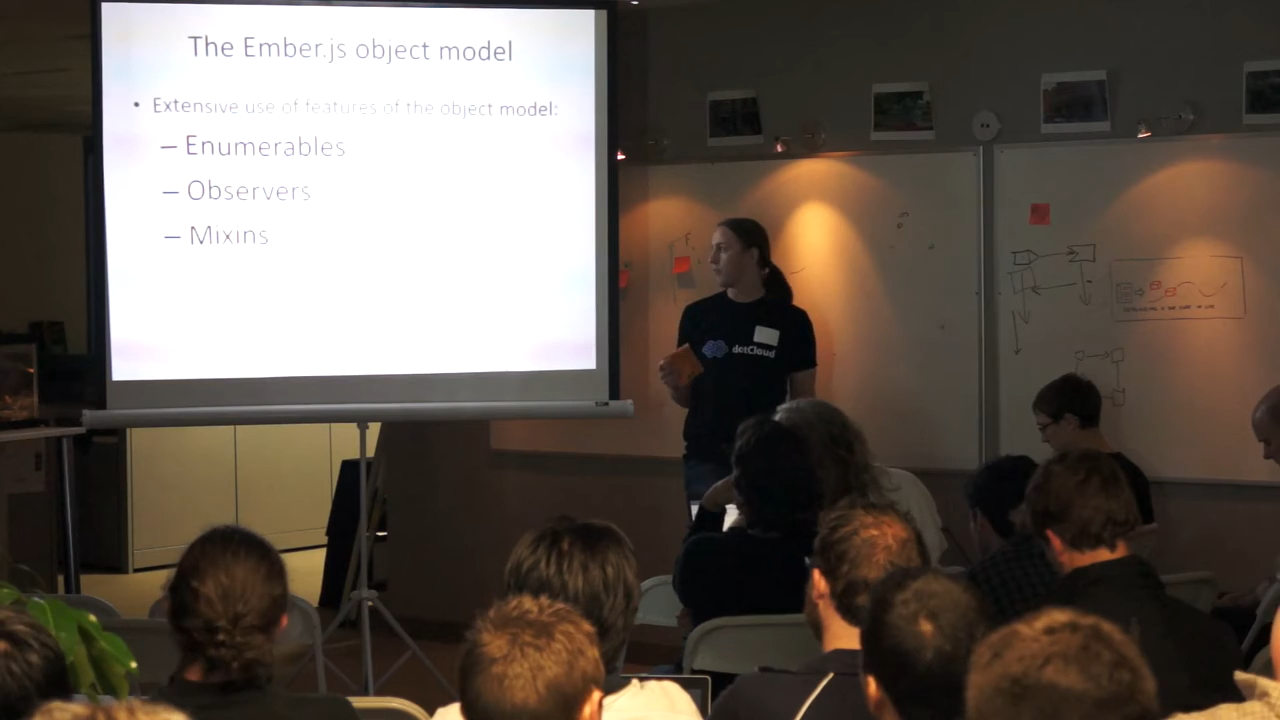 The Ember.js object model
• Extensive use of features of the object model:
– Enumerables
– Observers
– Mixins
dotCloud